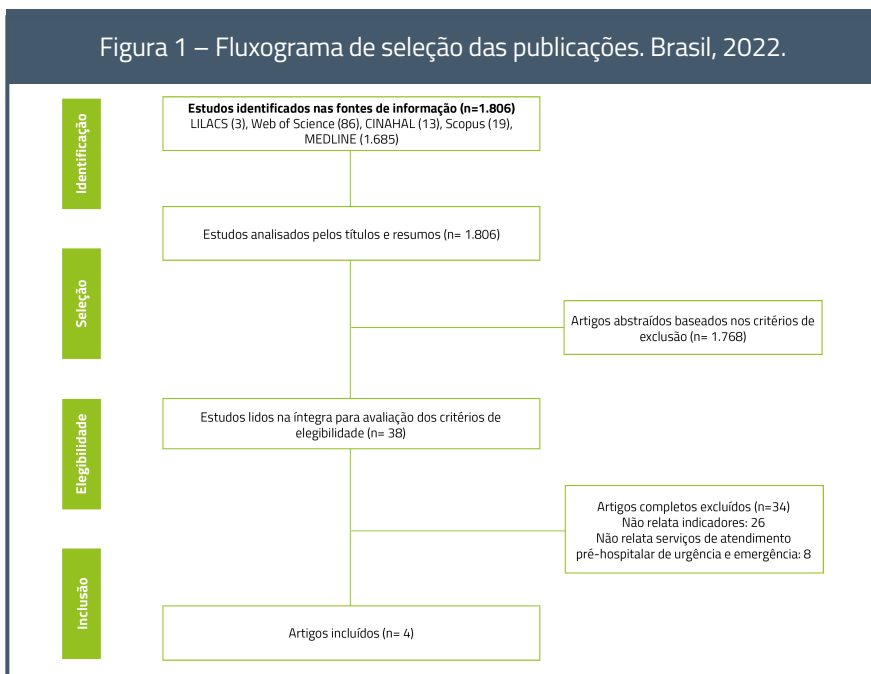 Figura 1 – Fluxograma de seleção das publicações. Brasil, 2022.
Identificação
Estudos identificados nas fontes de informação (n=1.806)
LILACS (3), Web of Science (86), CINAHAL (13), Scopus (19),
MEDLINE (1.685)
Estudos analisados pelos títulos e resumos (n= 1.806)
Seleção
Artigos abstraídos baseados nos critérios de
exclusão (n= 1.768)
Elegibilidade
Estudos lidos na íntegra para avaliação dos critérios de
elegibilidade (n= 38)
Artigos completos excluídos (n=34)
Não relata indicadores: 26
Não relata serviços de atendimento
pré-hospitalar de urgência e emergência: 8
Inclusão
Artigos incluídos (n= 4)